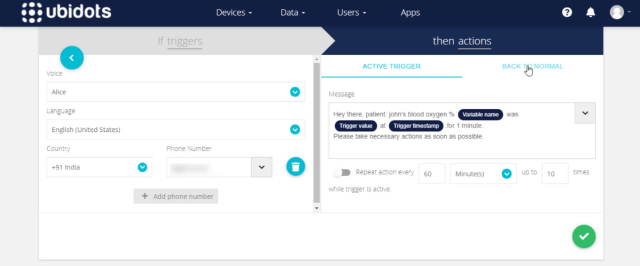 ubidots
Devices
Data
Users
Apps
If triggers
then actions
Voice
Alice
Language
English (United States)
Country
Phone Number
+91 India
+ Add phone number
ACTIVE TRIGGER
BACK TO NORMAL
Message
Hey there, patient: john's blood oxygen % Variable name was
Trigger value at Trigger timestamp for 1 minute.
Please take necessary actions as soon as possible.
Repeat action every 60 Minute(s) up to 10 times
while trigger is active.